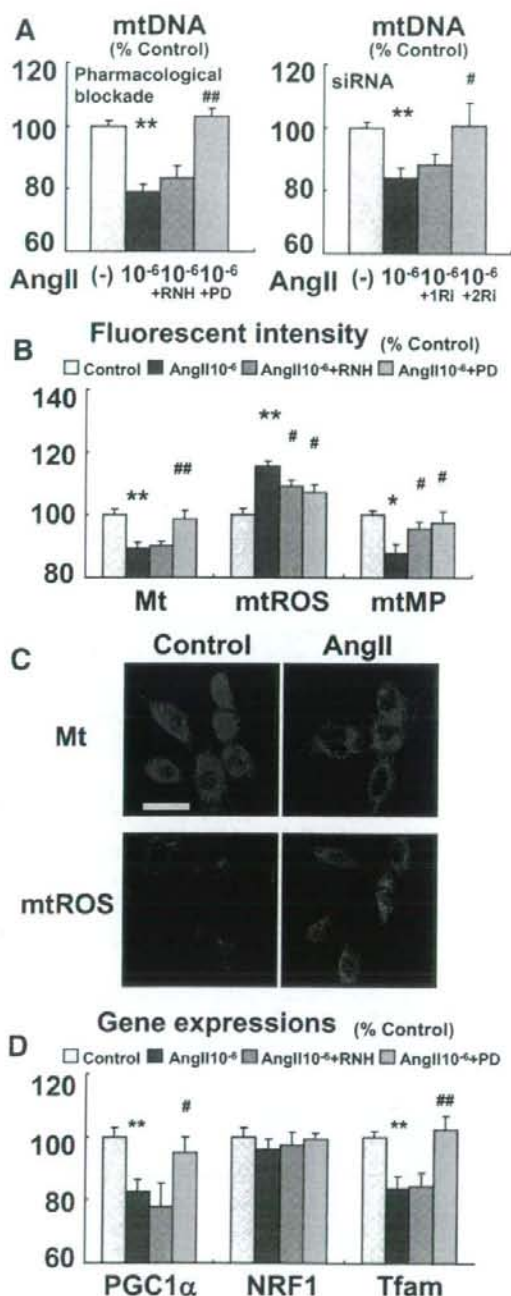 A
mtDNA
(% Control)
120
100
80
60
Pharmacological
blockade
**
##
AngII (-) 10⁻⁶ 10⁻⁶ 10⁻⁶
+RNH +PD
mtDNA
(% Control)
120
100
80
60
siRNA
**
#
AngII (-) 10⁻⁶ 10⁻⁶ 10⁻⁶
+1Ri +2Ri
B
Fluorescent intensity (% Control)
Control AngII10⁻⁶ AngII10⁻⁶+RNH AngII10⁻⁶+PD
140
120
100
80
** ##
** # #
* # #
Mt mtROS mtMP
C
Control AngII
Mt
mtROS
D
Gene expressions (% Control)
Control AngII10⁻⁶ AngII10⁻⁶+RNH AngII10⁻⁶+PD
120
100
80
60
** #
** ##
PGC1α NRF1 Tfam